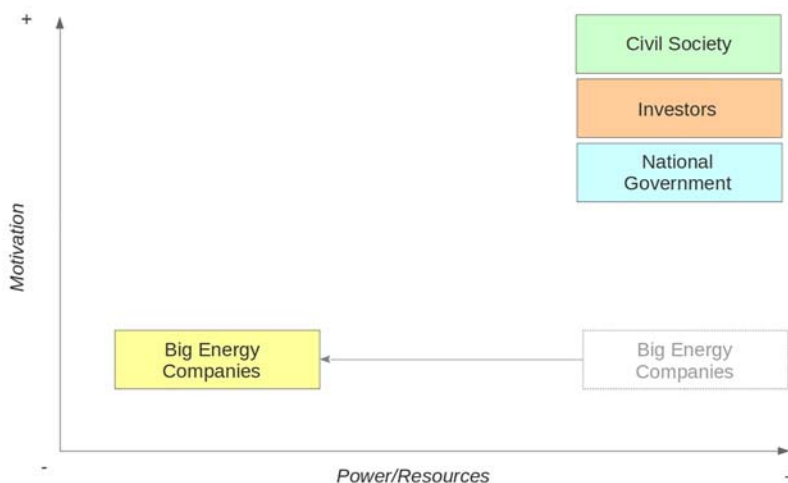 +
Civil Society
Investors
National
Government
Motivation
Big Energy
Companies
Big Energy
Companies
-
Power/Resources